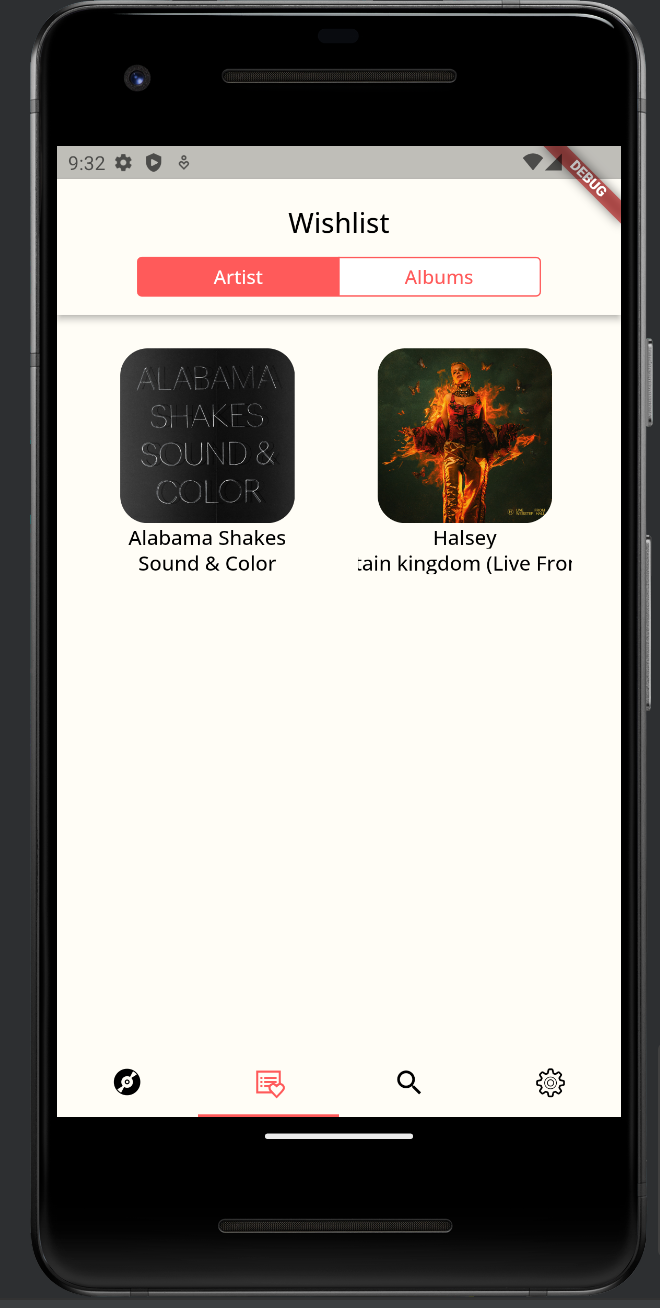 9:32
DEBUG
Wishlist
Artist Albums
ALABAMA
SHAKES
SOUND &
COLOR
Alabama Shakes
Sound & Color
Halsey
tain kingdom (Live Fror